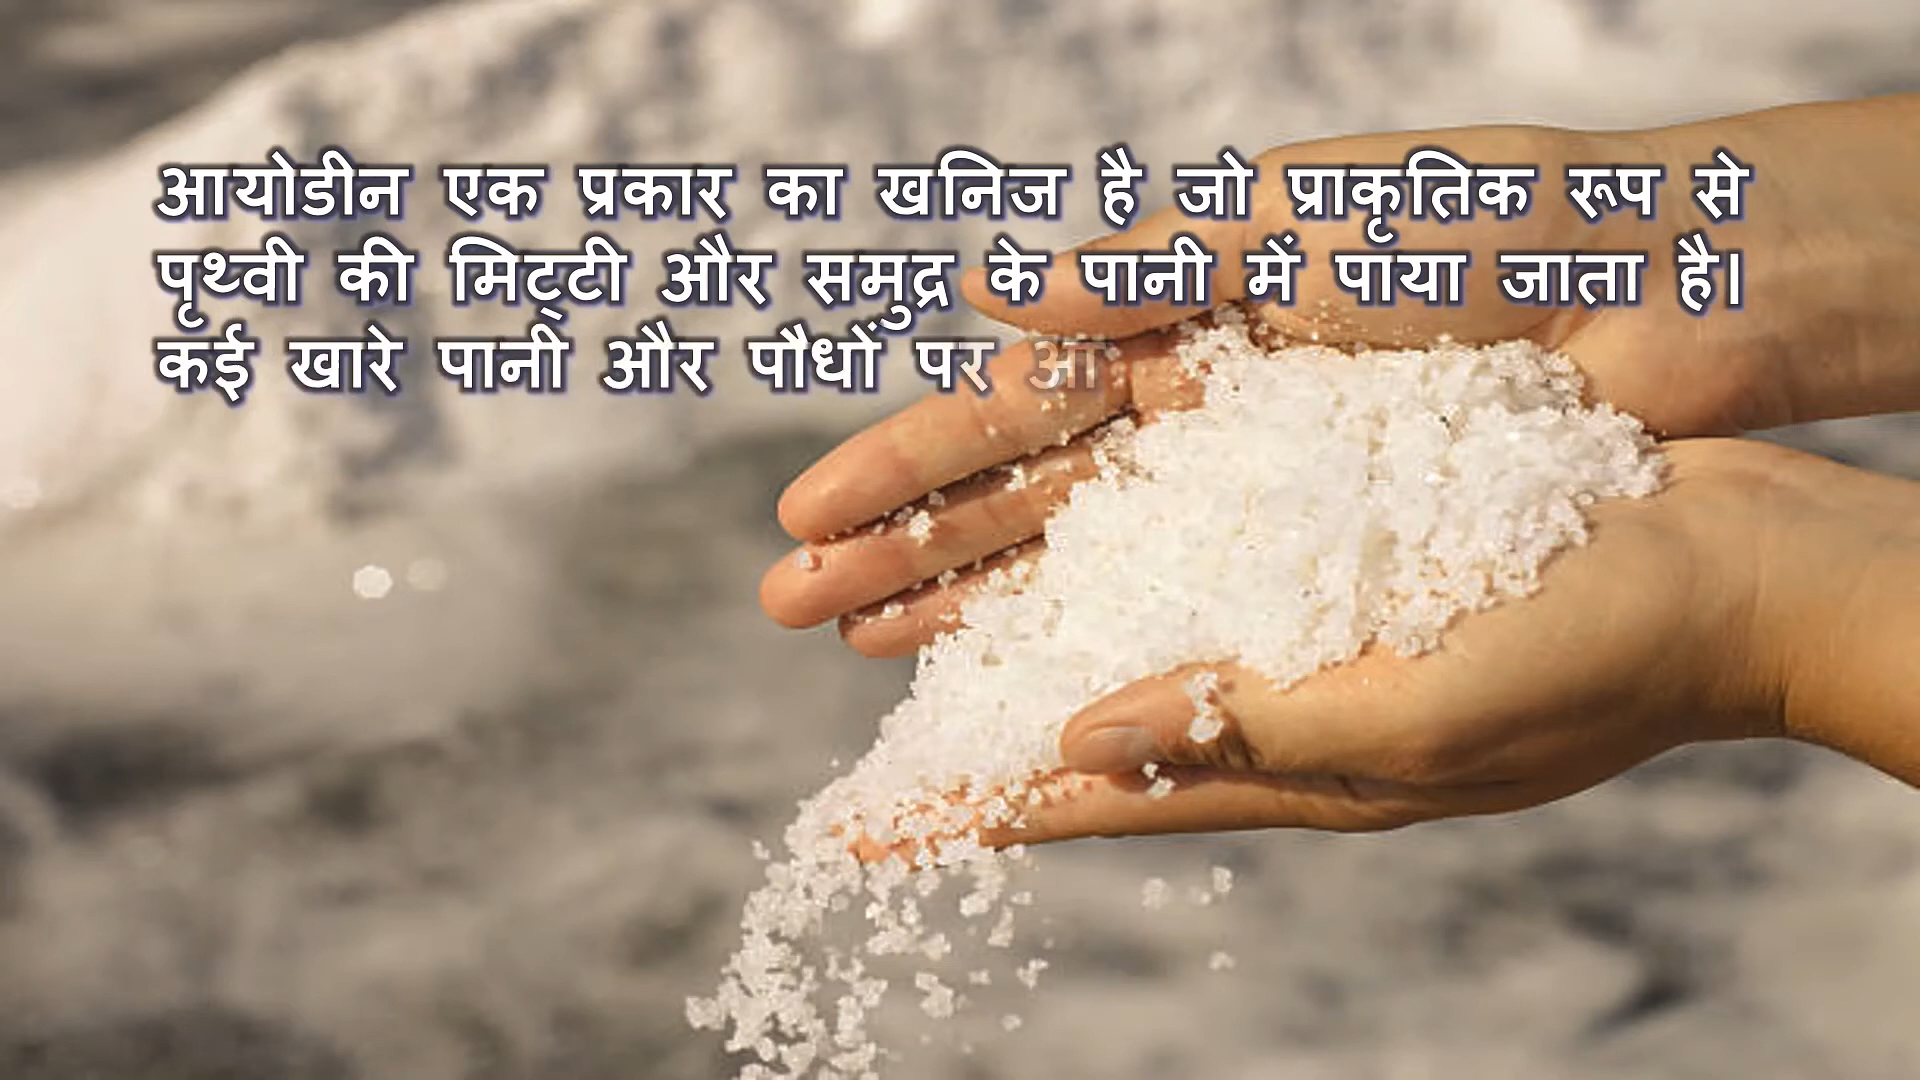 आयोडीन एक प्रकार का खनिज है जो प्राकृतिक रूप से
पृथ्वी की मिट्टी और समुद्र के पानी में पाया जाता है।
कई खारे पानी और पौधों पर